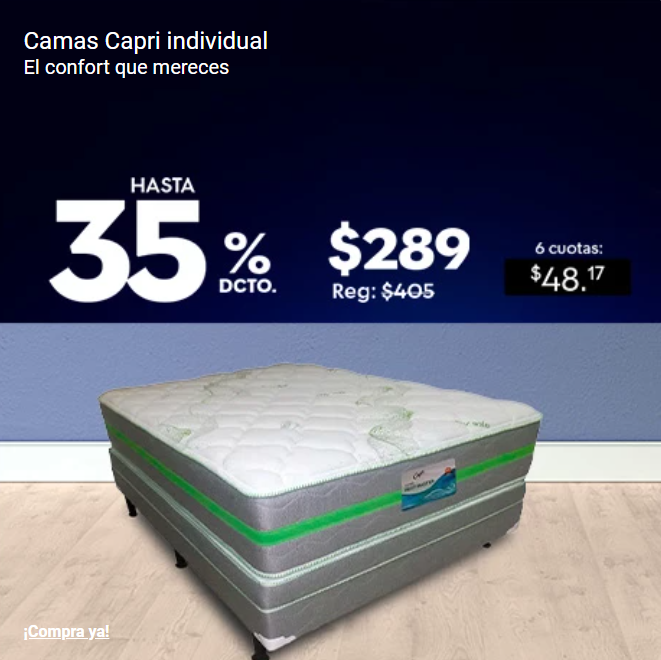 Camas Capri individual
El confort que mereces
HASTA
35 % DCTO.
$289
Reg: $405
6 cuotas:
$48.17
¡Compra ya!